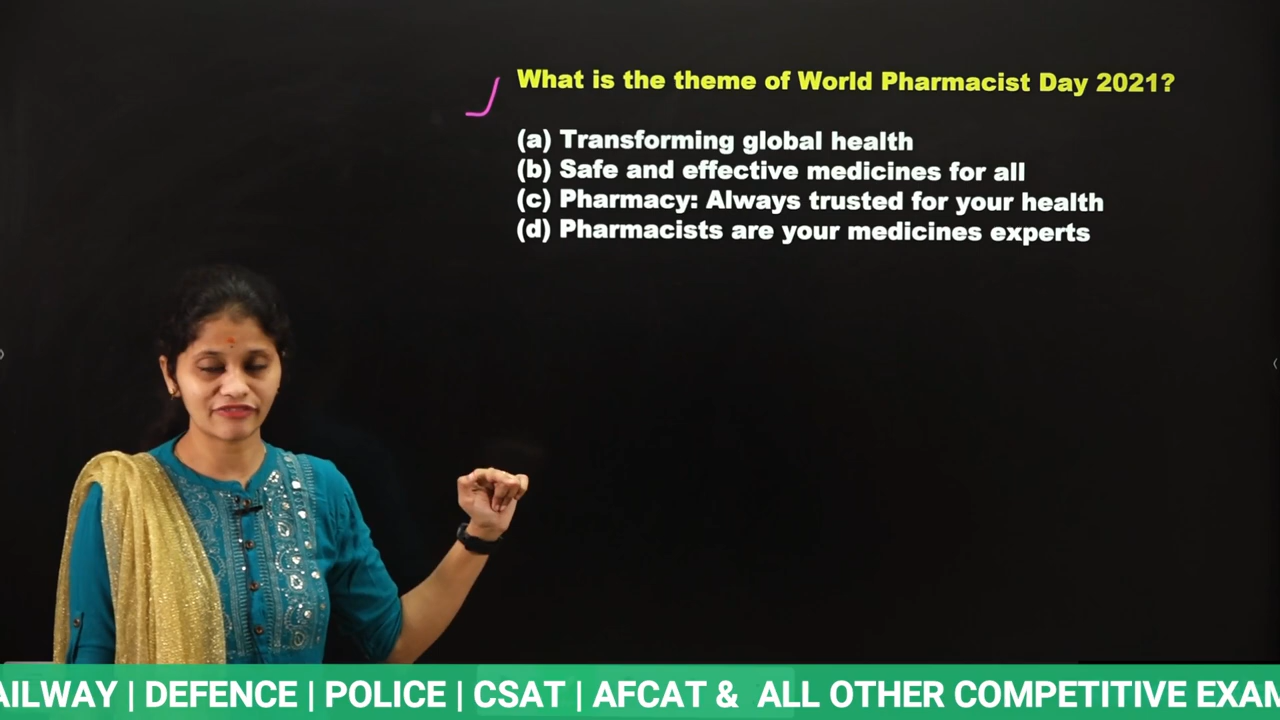 What is the theme of World Pharmacist Day 2021?
(a) Transforming global health
(b) Safe and effective medicines for all
(c) Pharmacy: Always trusted for your health
(d) Pharmacists are your medicines experts
AILWAY | DEFENCE | POLICE | CSAT | AFCAT & ALL OTHER COMPETITIVE EXAM